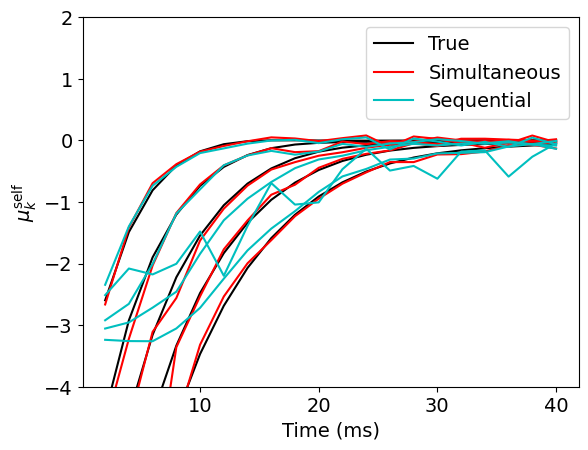 2
1
0
−1
−2
−3
−4
10
20
30
40
Time (ms)
μ_k^self
True
Simultaneous
Sequential